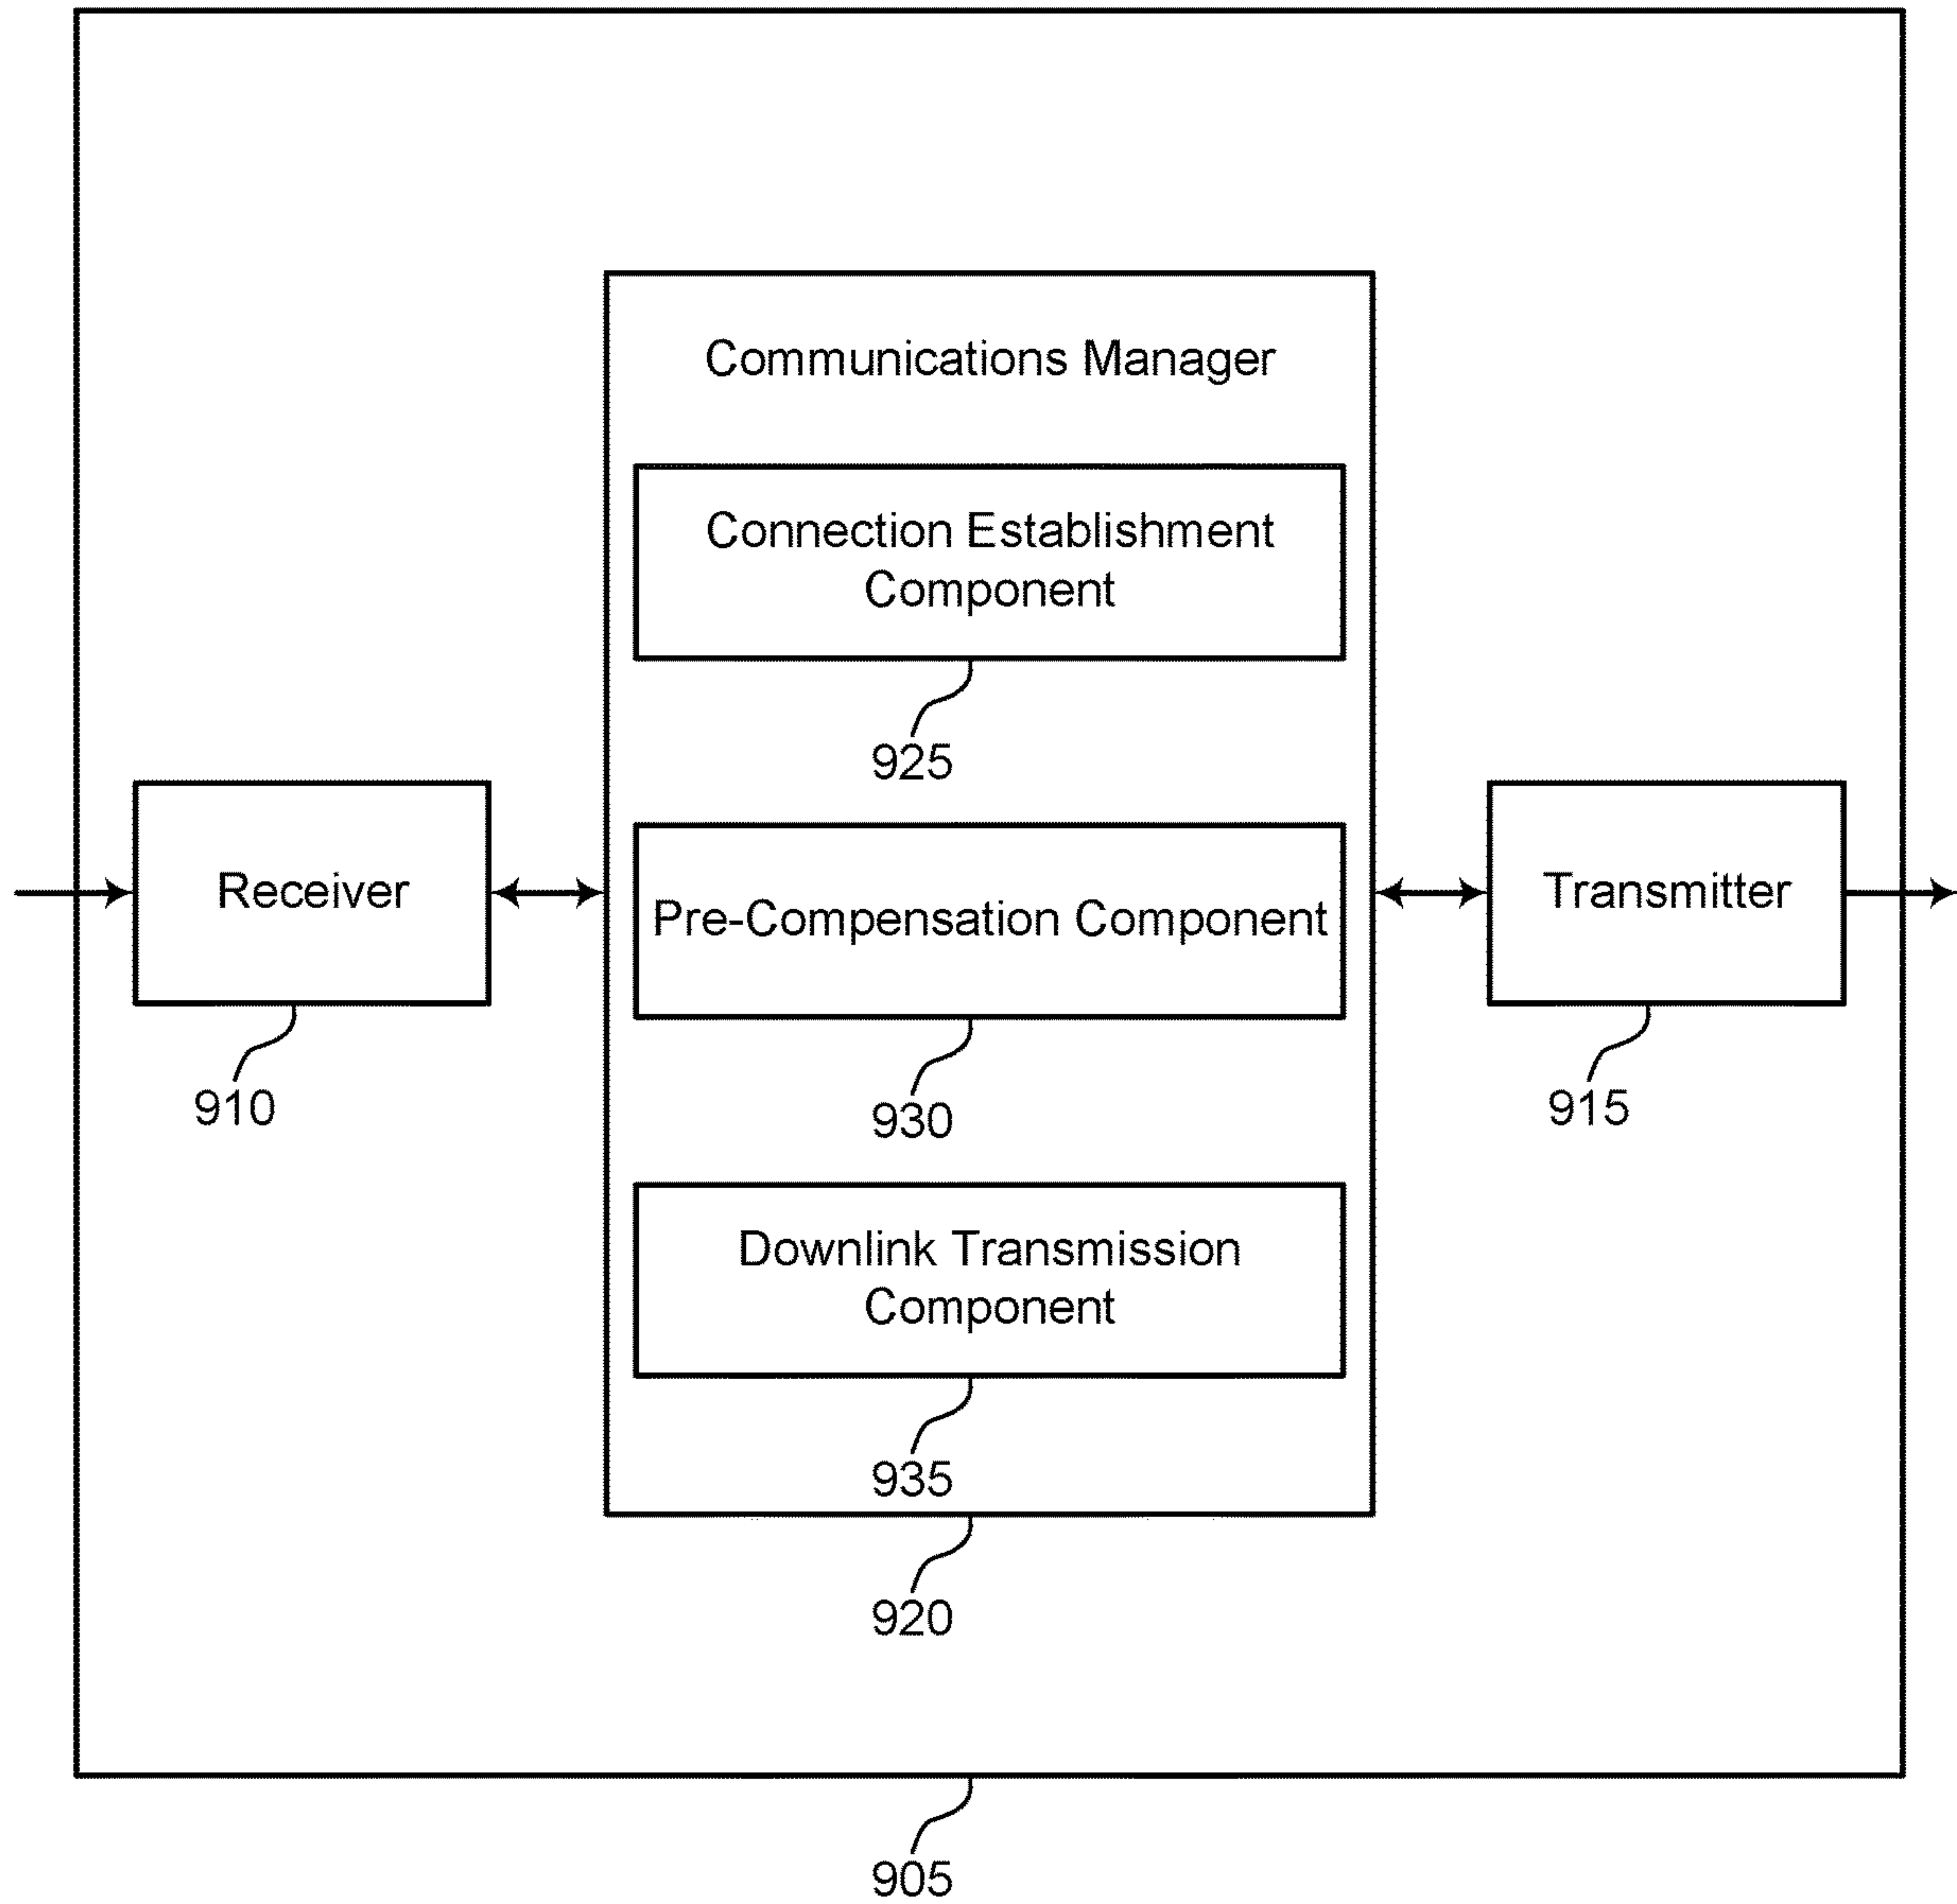 Communications Manager
Connection Establishment
Component
925
Receiver
910
Pre-Compensation Component
930
Transmitter
915
Downlink Transmission
Component
935
920
905